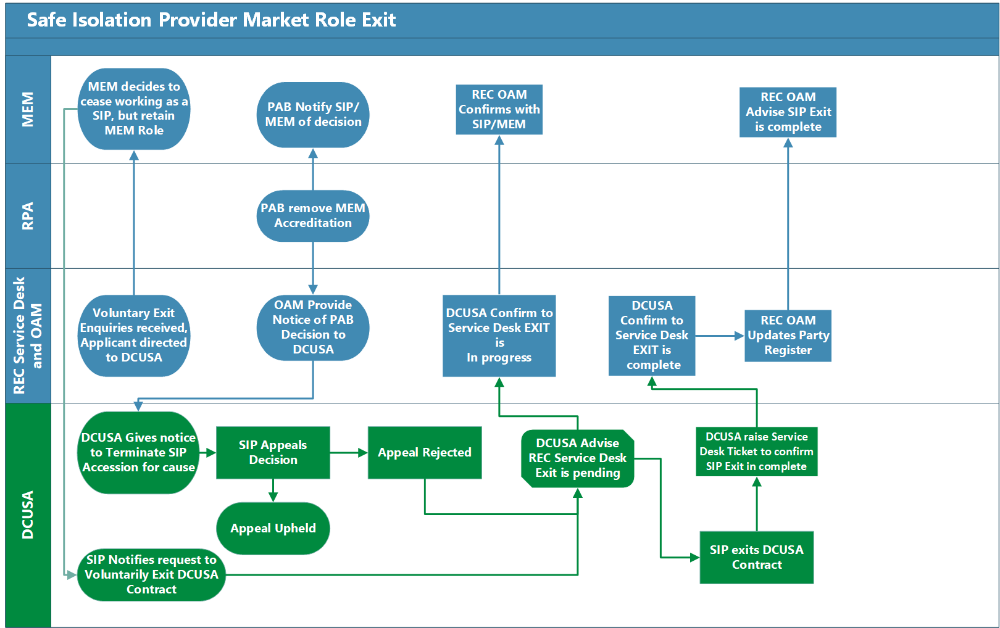 Safe Isolation Provider Market Role Exit
MEM
MEM decides to
cease working as a
SIP, but retain
MEM Role
PAB Notify SIP/
MEM of decision
REC OAM
Confirms with
SIP/MEM
REC OAM
Advise SIP Exit
is complete
RPA
PAB remove MEM
Accreditation
REC Service Desk
and OAM
Voluntary Exit
Enquiries received,
Applicant directed
to DCUSA
OAM Provide
Notice of PAB
Decision to
DCUSA
DCUSA Confirm to
Service Desk EXIT
is
In progress
DCUSA
Confirm to
Service Desk
EXIT is
complete
REC OAM
Updates Party
Register
DCUSA
DCUSA Gives notice
to Terminate SIP
Accession for cause
SIP Appeals
Decision
Appeal Rejected
DCUSA Advise
REC Service Desk
Exit is pending
DCUSA raise Service
Desk Ticket to confirm
SIP Exit in complete
Appeal Upheld
SIP Notifies request to
Voluntarily Exit DCUSA
Contract
SIP exits DCUSA
Contract